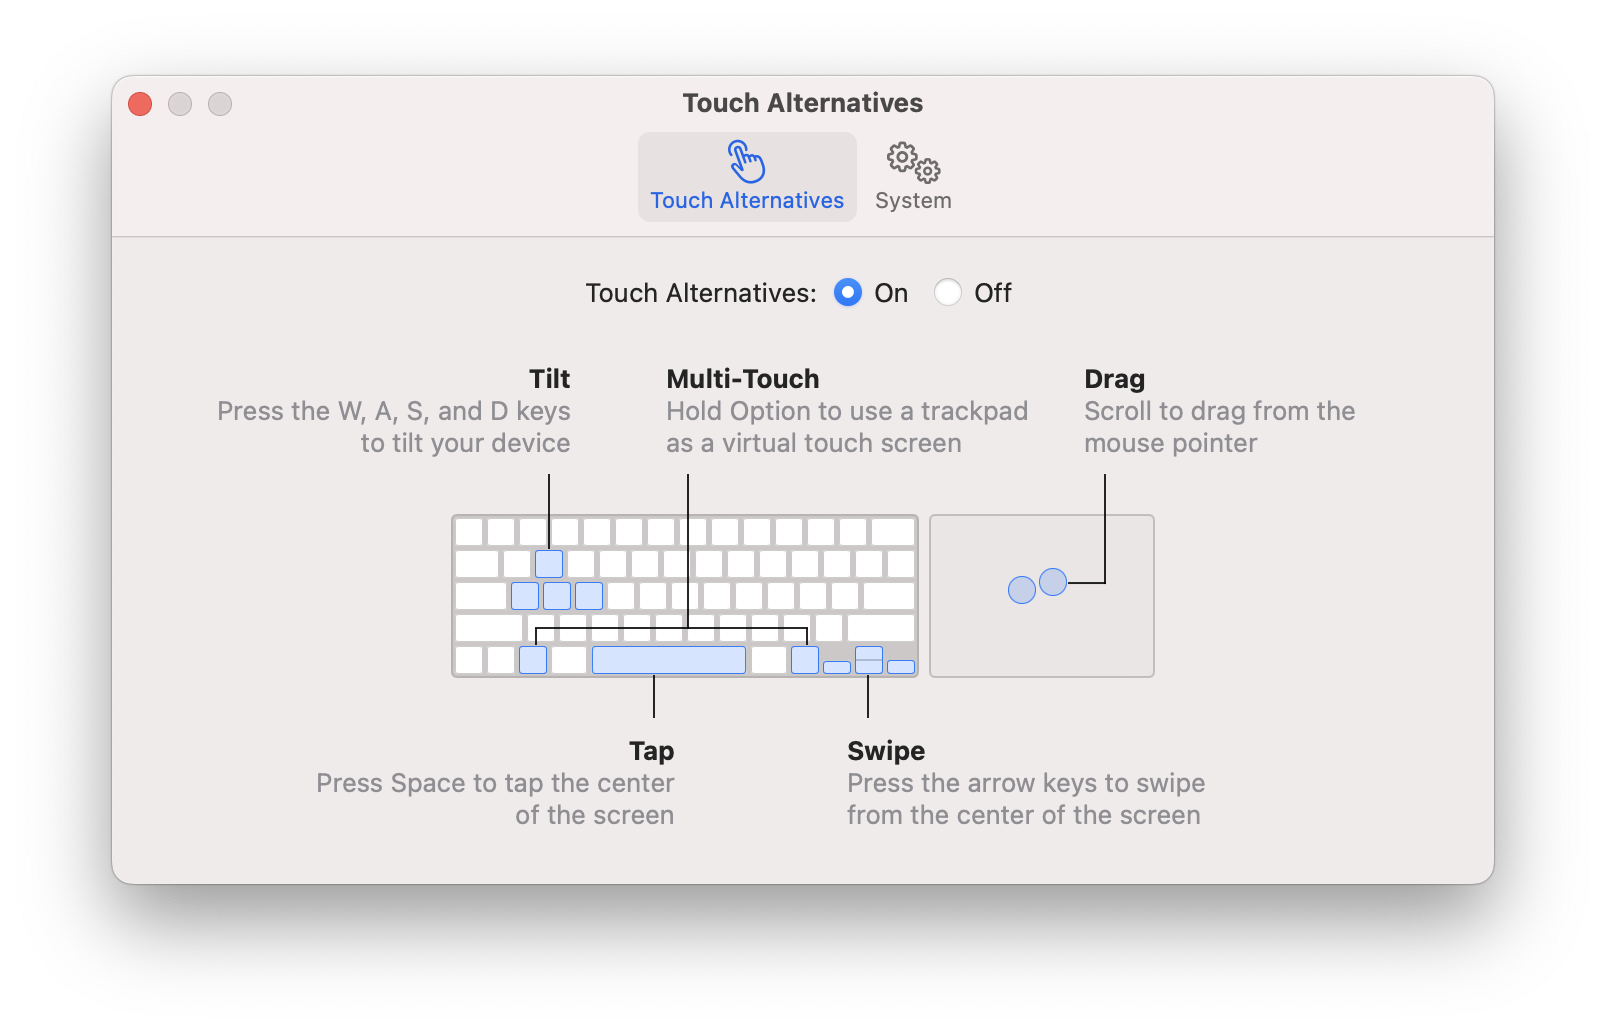 Touch Alternatives
Touch Alternatives
System
Touch Alternatives: On Off
Tilt
Press the W, A, S, and D keys
to tilt your device
Multi-Touch
Hold Option to use a trackpad
as a virtual touch screen
Drag
Scroll to drag from the
mouse pointer
Tap
Press Space to tap the center
of the screen
Swipe
Press the arrow keys to swipe
from the center of the screen